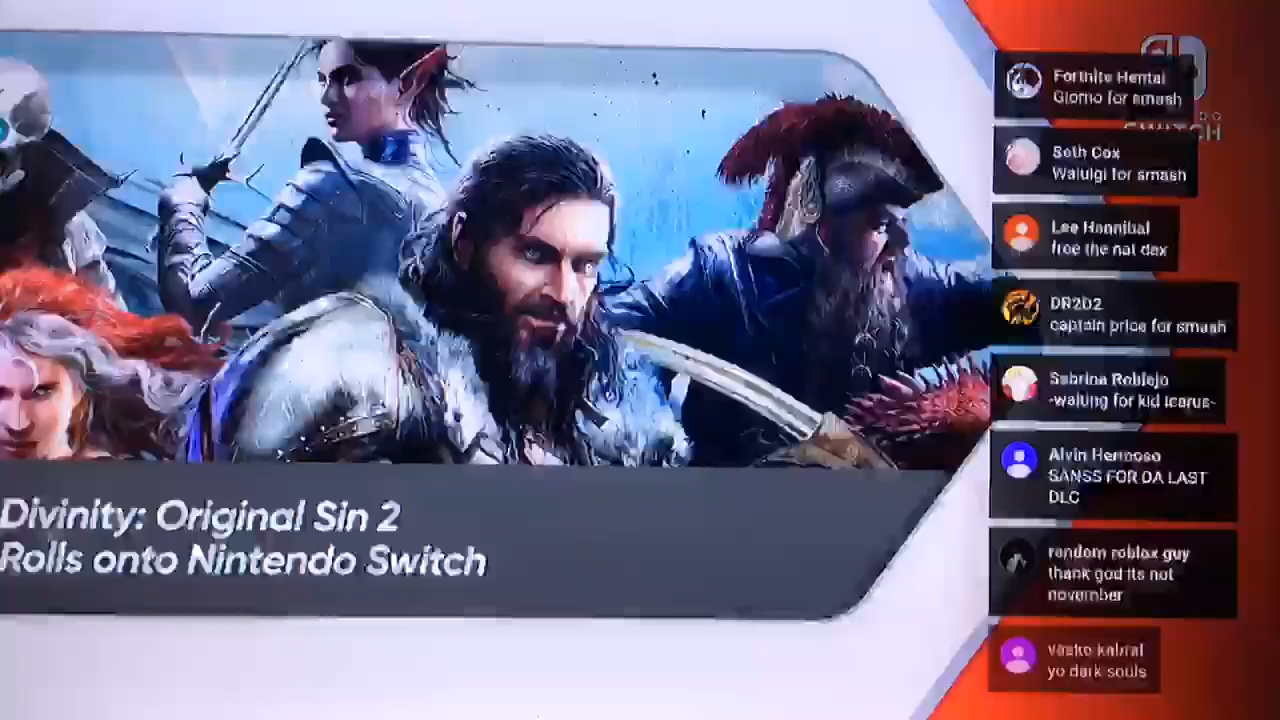 Divinity: Original Sin 2
Rolls onto Nintendo Switch
SWITCH
Fortnite Hentai
Giorno for smash
Seth Cox
Waluigi for smash
Lee Hannibal
free the nat dex
DR2D2
captain price for smash
Sabrina Roblejo
-waiting for kid icarus-
Alvin Hermoso
SANSS FOR DA LAST
DLC
random roblox guy
thank god its not
november
vasko kabral
yo dark souls